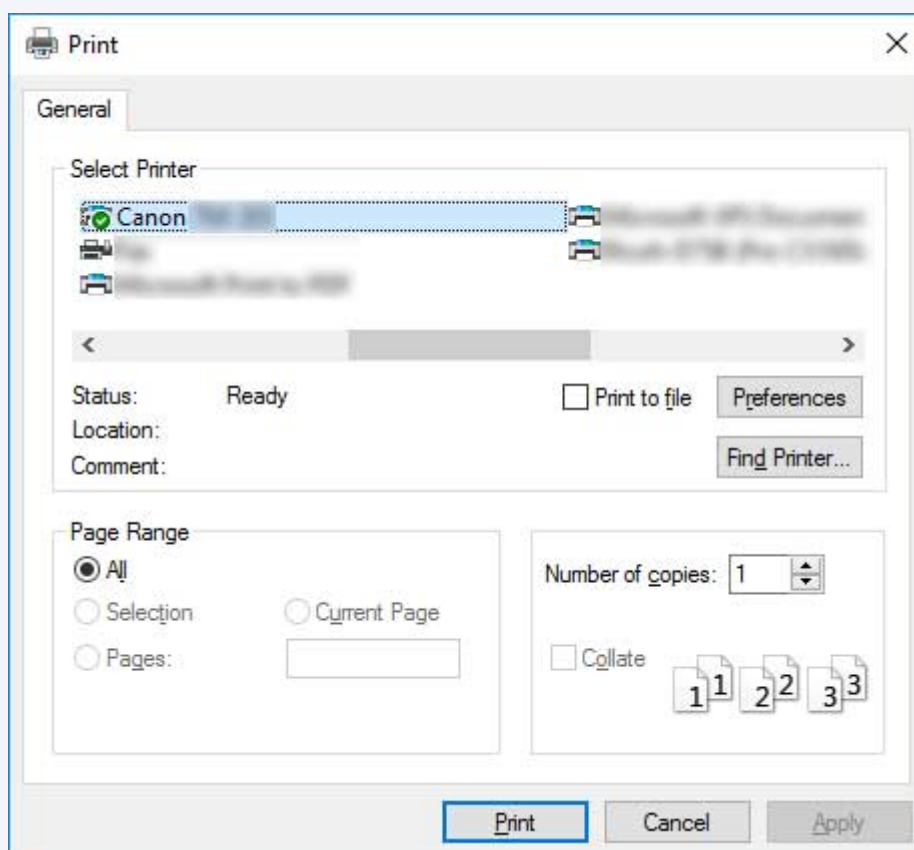 Print
General
Select Printer
Canon
Status: Ready
Print to file
Preferences
Location:
Comment:
Find Printer...
Page Range
All
Number of copies: 1
Selection
Current Page
Pages:
Collate
1 1 2 2 3 3
Print
Cancel
Apply